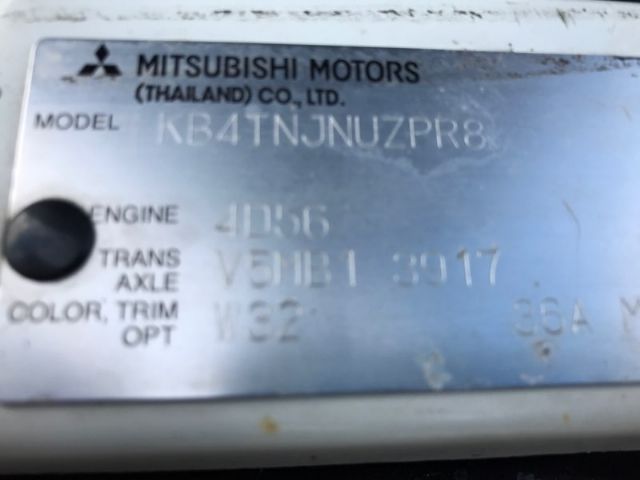 MITSUBISHI MOTORS
(THAILAND) CO., LTD.
MODEL KB4TNJNUZPR8
ENGINE 4D56
TRANS AXLE V5MB1 3917
COLOR, TRIM OPT W32 36A M